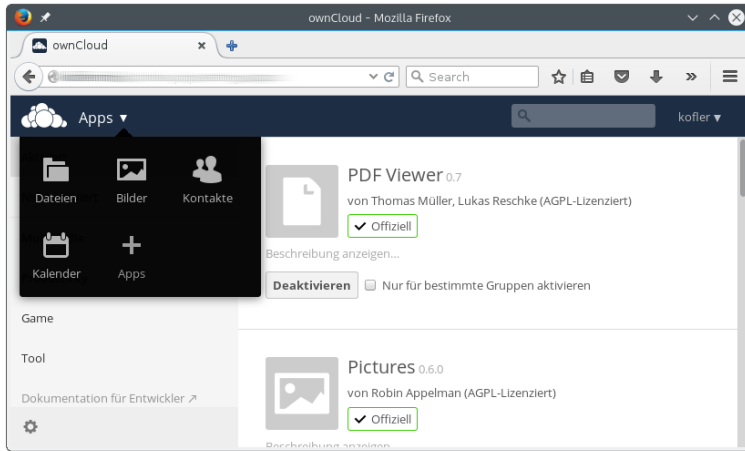 ownCloud - Mozilla Firefox
ownCloud
Search
Apps
kofler
Dateien
Bilder
Kontakte
Kalender
Apps
Game
Tool
Dokumentation für Entwickler
PDF Viewer 0.7
von Thomas Müller, Lukas Reschke (AGPL-Lizenziert)
Offiziell
Beschreibung anzeigen...
Deaktivieren
Nur für bestimmte Gruppen aktivieren
Pictures 0.6.0
von Robin Appelman (AGPL-Lizenziert)
Offiziell
Beschreibung anzeigen